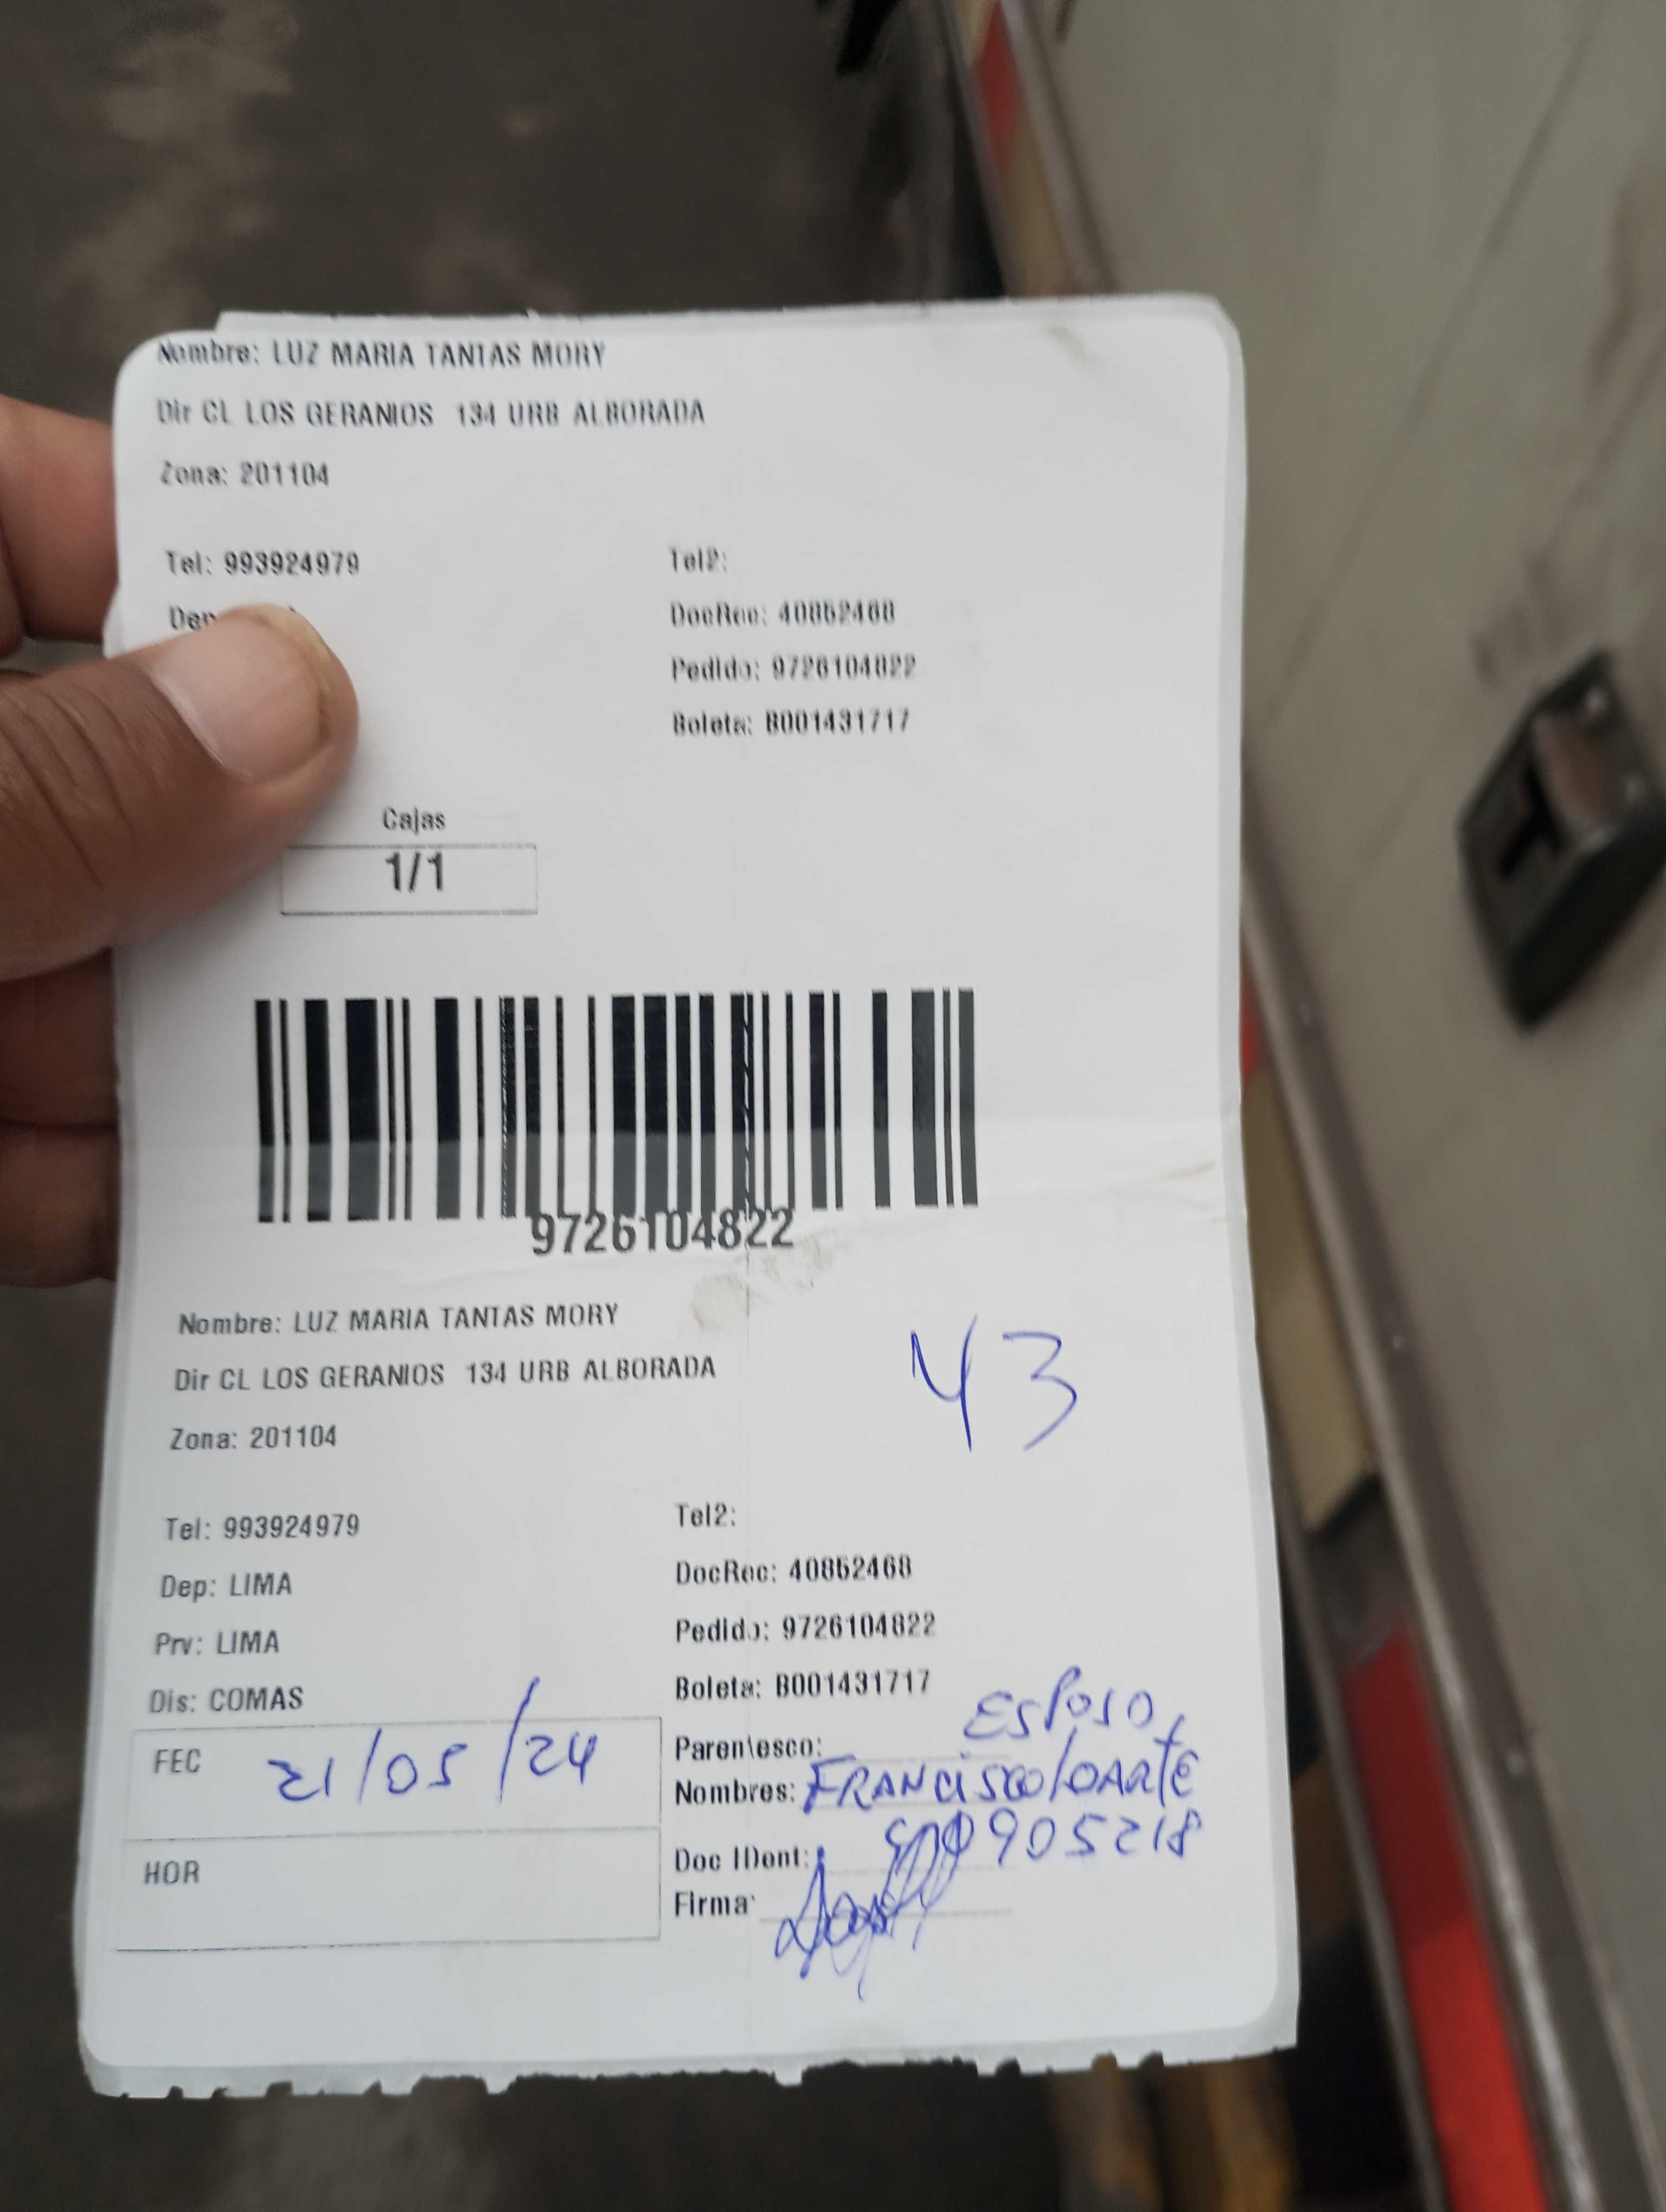 Nombre: LUZ MARIA TANTAS MORY
Dir CL LOS GERANIOS 134 URB ALBORADA
Zona: 201104
Tel: 993924979
Tel2:
DocRec: 40852468
Pedido: 9726104822
Boleta: B001431717
Cajas
1/1
9726104822
Nombre: LUZ MARIA TANTAS MORY
Dir CL LOS GERANIOS 134 URB ALBORADA
43
Zona: 201104
Tel: 993924979
Tel2:
Dep: LIMA
DocRec: 40852468
Prv: LIMA
Pedido: 9726104822
Dis: COMAS
Boleta: B001431717
FEC 21/05/24
Parentesco: ESPOSO
Nombres: FRANCISCO LOARTE
HOR
Doc IDent:
Firma: